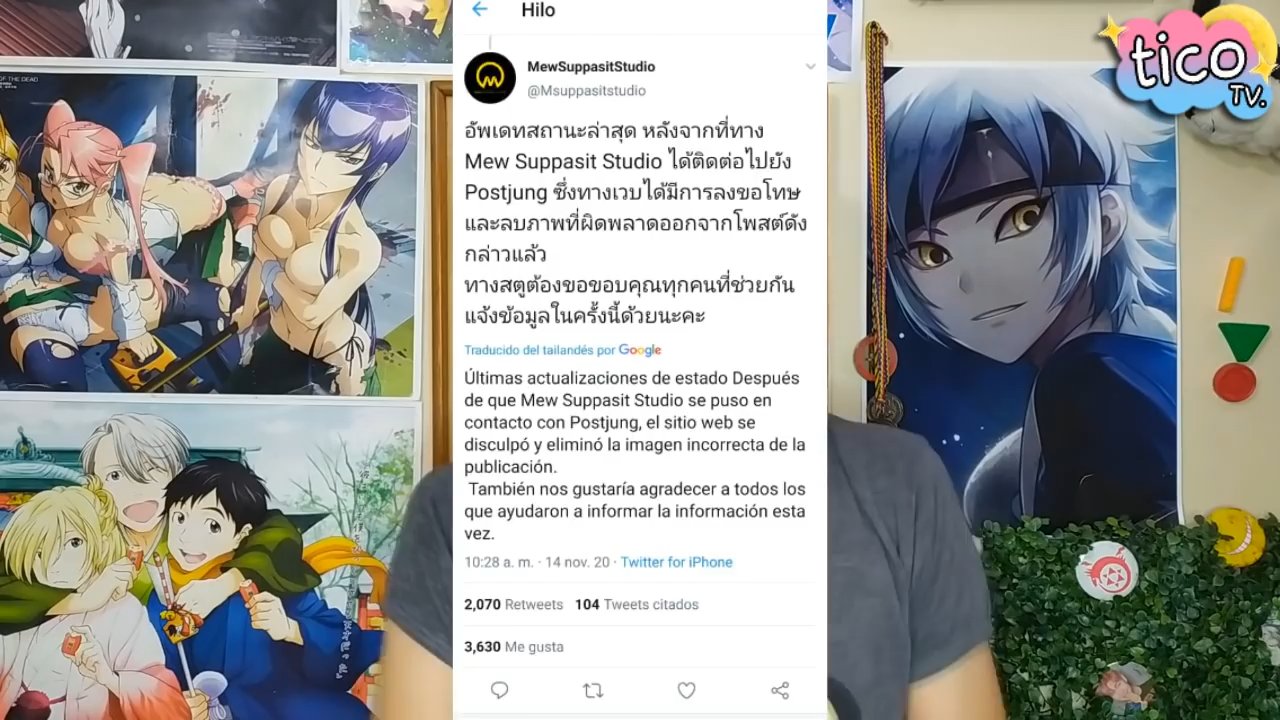 Hilo
MewSuppasitStudio
@Msuppasitstudio
อัพเดทสถานะล่าสุด หลังจากที่ทาง
Mew Suppasit Studio ได้ติดต่อไปยัง
Postjung ซึ่งทางเวบได้มีการลงขอโทษ
และลบภาพที่ผิดพลาดออกจากโพสต์ดัง
กล่าวแล้ว
ทางสตูต้องขอขอบคุณทุกคนที่ช่วยกัน
แจ้งข้อมูลในครั้งนี้ด้วยนะคะ
Traducido del tailandés por Google
Últimas actualizaciones de estado Después
de que Mew Suppasit Studio se puso en
contacto con Postjung, el sitio web se
disculpó y eliminó la imagen incorrecta de la
publicación.
También nos gustaría agradecer a todos los
que ayudaron a informar la información esta
vez.
10:28 a. m. · 14 nov. 20 · Twitter for iPhone
2,070 Retweets 104 Tweets citados
3,630 Me gusta
tico
TV.
OF THE DEAD